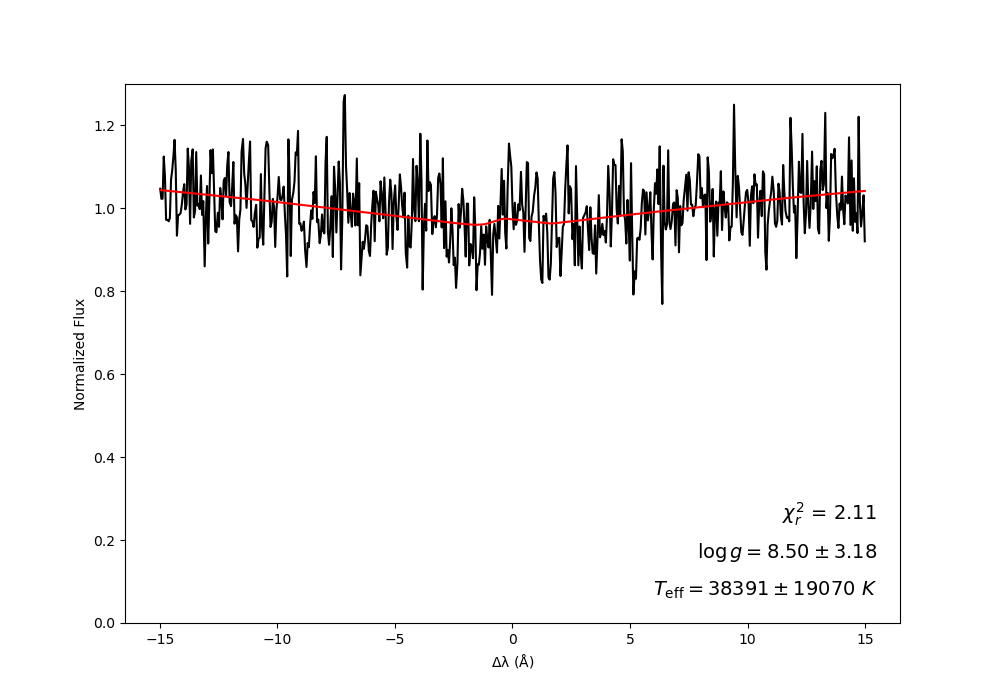 1.2
1.0
0.8
0.6
0.4
0.2
0.0
Normalized Flux
χ²ᵣ = 2.11
log g = 8.50 ± 3.18
T_eff = 38391 ± 19070 K
−15 −10 −5 0 5 10 15
Δλ (Å)